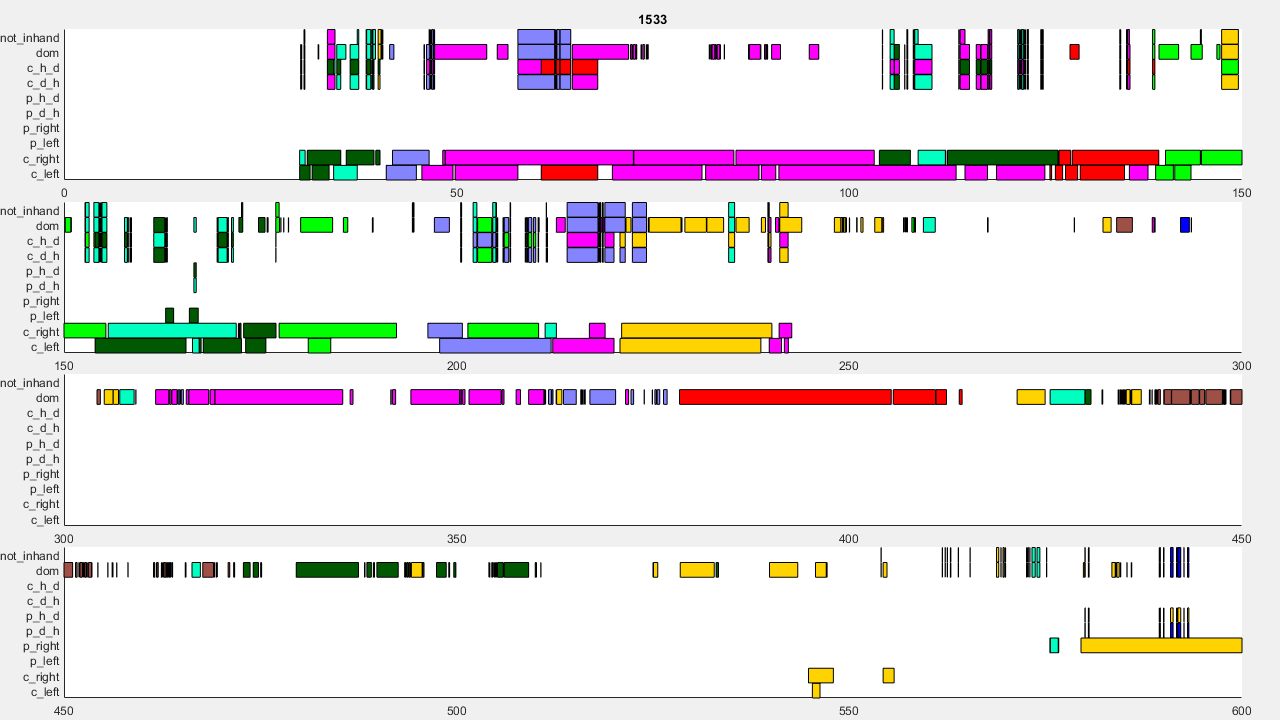 1533
not_inhand
dom
c_h_d
c_d_h
p_h_d
p_d_h
p_right
p_left
c_right
c_left
0 50 100 150
not_inhand
dom
c_h_d
c_d_h
p_h_d
p_d_h
p_right
p_left
c_right
c_left
150 200 250 300
not_inhand
dom
c_h_d
c_d_h
p_h_d
p_d_h
p_right
p_left
c_right
c_left
300 350 400 450
not_inhand
dom
c_h_d
c_d_h
p_h_d
p_d_h
p_right
p_left
c_right
c_left
450 500 550 600